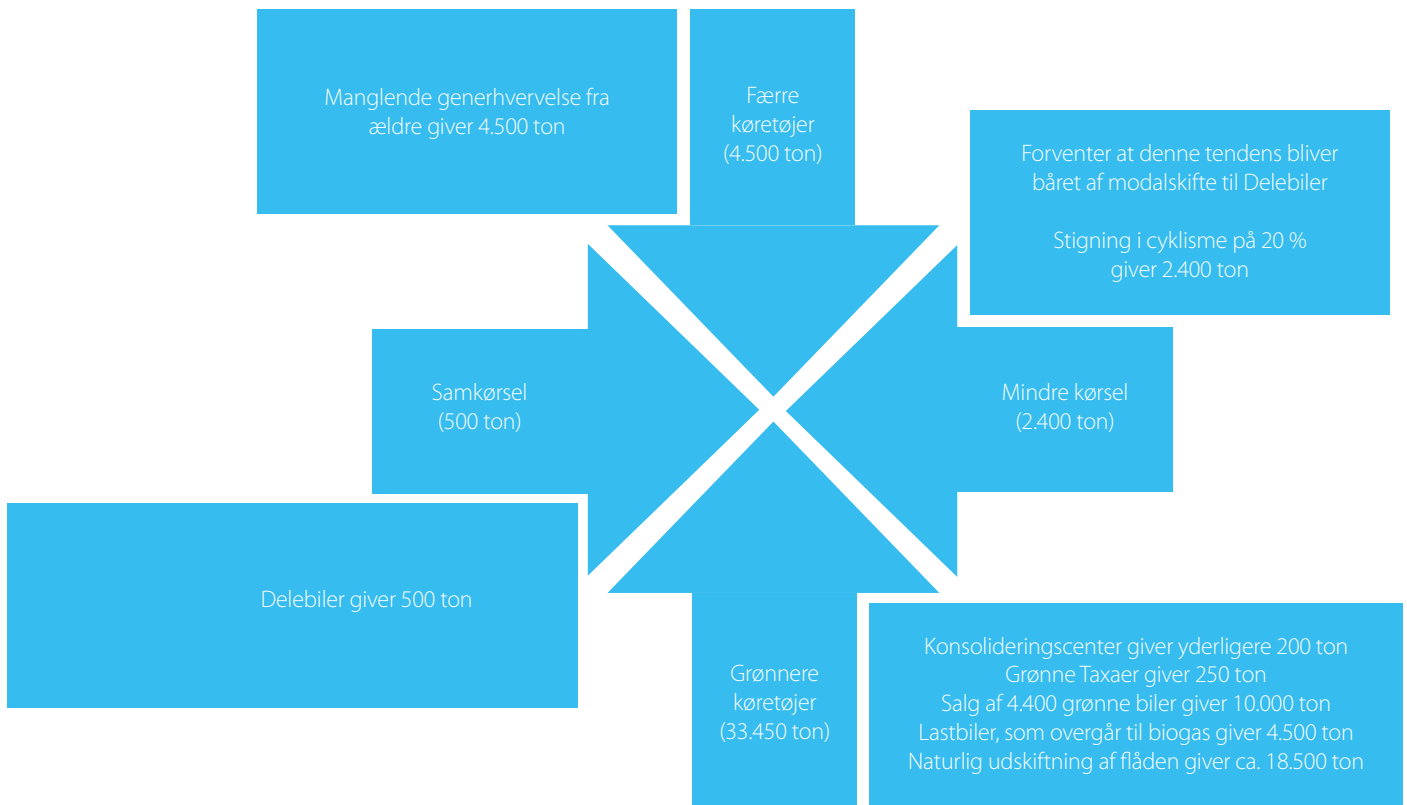 Manglende generhvervelse fra
ældre giver 4.500 ton
Færre
køretøjer
(4.500 ton)
Forventer at denne tendens bliver
båret af modalskifte til Delebiler
Stigning i cyklisme på 20 %
giver 2.400 ton
Samkørsel
(500 ton)
Mindre kørsel
(2.400 ton)
Delebiler giver 500 ton
Grønnere
køretøjer
(33.450 ton)
Konsolideringscenter giver yderligere 200 ton
Grønne Taxaer giver 250 ton
Salg af 4.400 grønne biler giver 10.000 ton
Lastbiler, som overgår til biogas giver 4.500 ton
Naturlig udskiftning af flåden giver ca. 18.500 ton